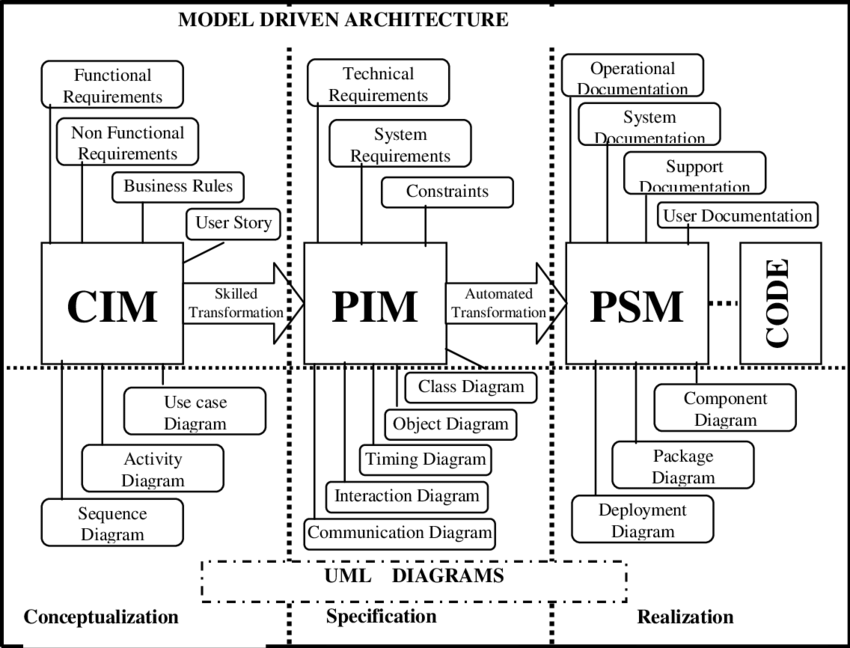 MODEL DRIVEN ARCHITECTURE
Functional
Requirements
Non Functional
Requirements
Business Rules
User Story
CIM
Skilled
Transformation
Use case
Diagram
Activity
Diagram
Sequence
Diagram
Conceptualization
Technical
Requirements
System
Requirements
Constraints
PIM
Automated
Transformation
Class Diagram
Object Diagram
Timing Diagram
Interaction Diagram
Communication Diagram
UML DIAGRAMS
Specification
Operational
Documentation
System
Documentation
Support
Documentation
User Documentation
PSM
CODE
Component
Diagram
Package
Diagram
Deployment
Diagram
Realization